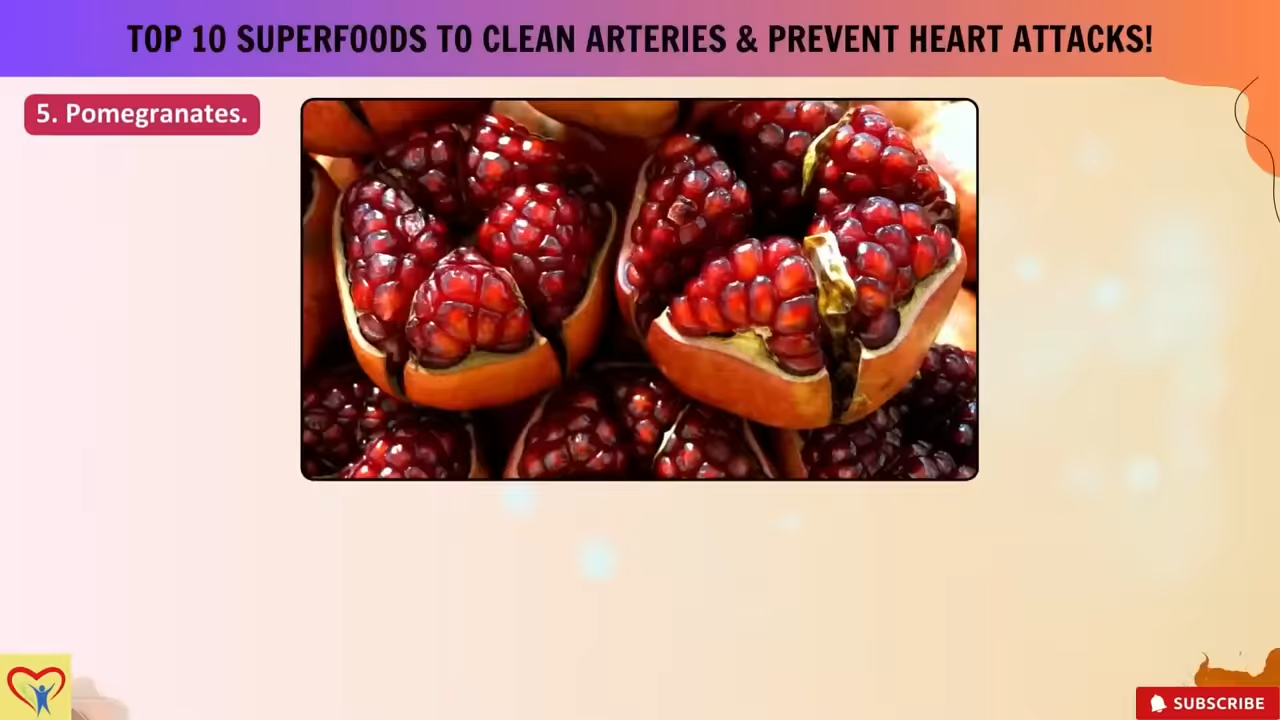 TOP 10 SUPERFOODS TO CLEAN ARTERIES & PREVENT HEART ATTACKS!
5. Pomegranates.
SUBSCRIBE